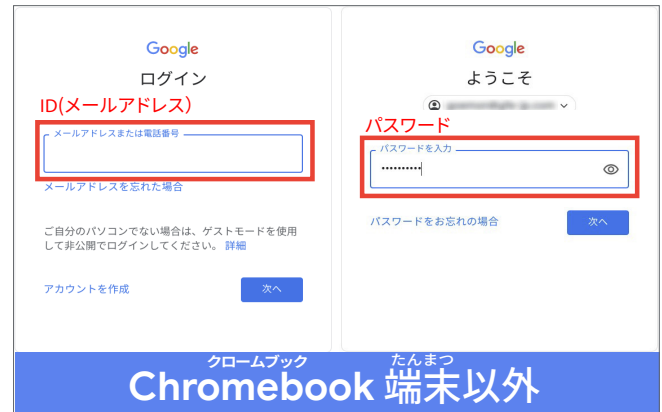 Google
ログイン
ID(メールアドレス）
メールアドレスまたは電話番号
メールアドレスを忘れた場合
ご自分のパソコンでない場合は、ゲストモードを使用
して非公開でログインしてください。 詳細
アカウントを作成
次へ
Google
ようこそ
パスワード
パスワードを入力
••••••••••
パスワードをお忘れの場合
次へ
クロームブック たんまつ
Chromebook 端末以外